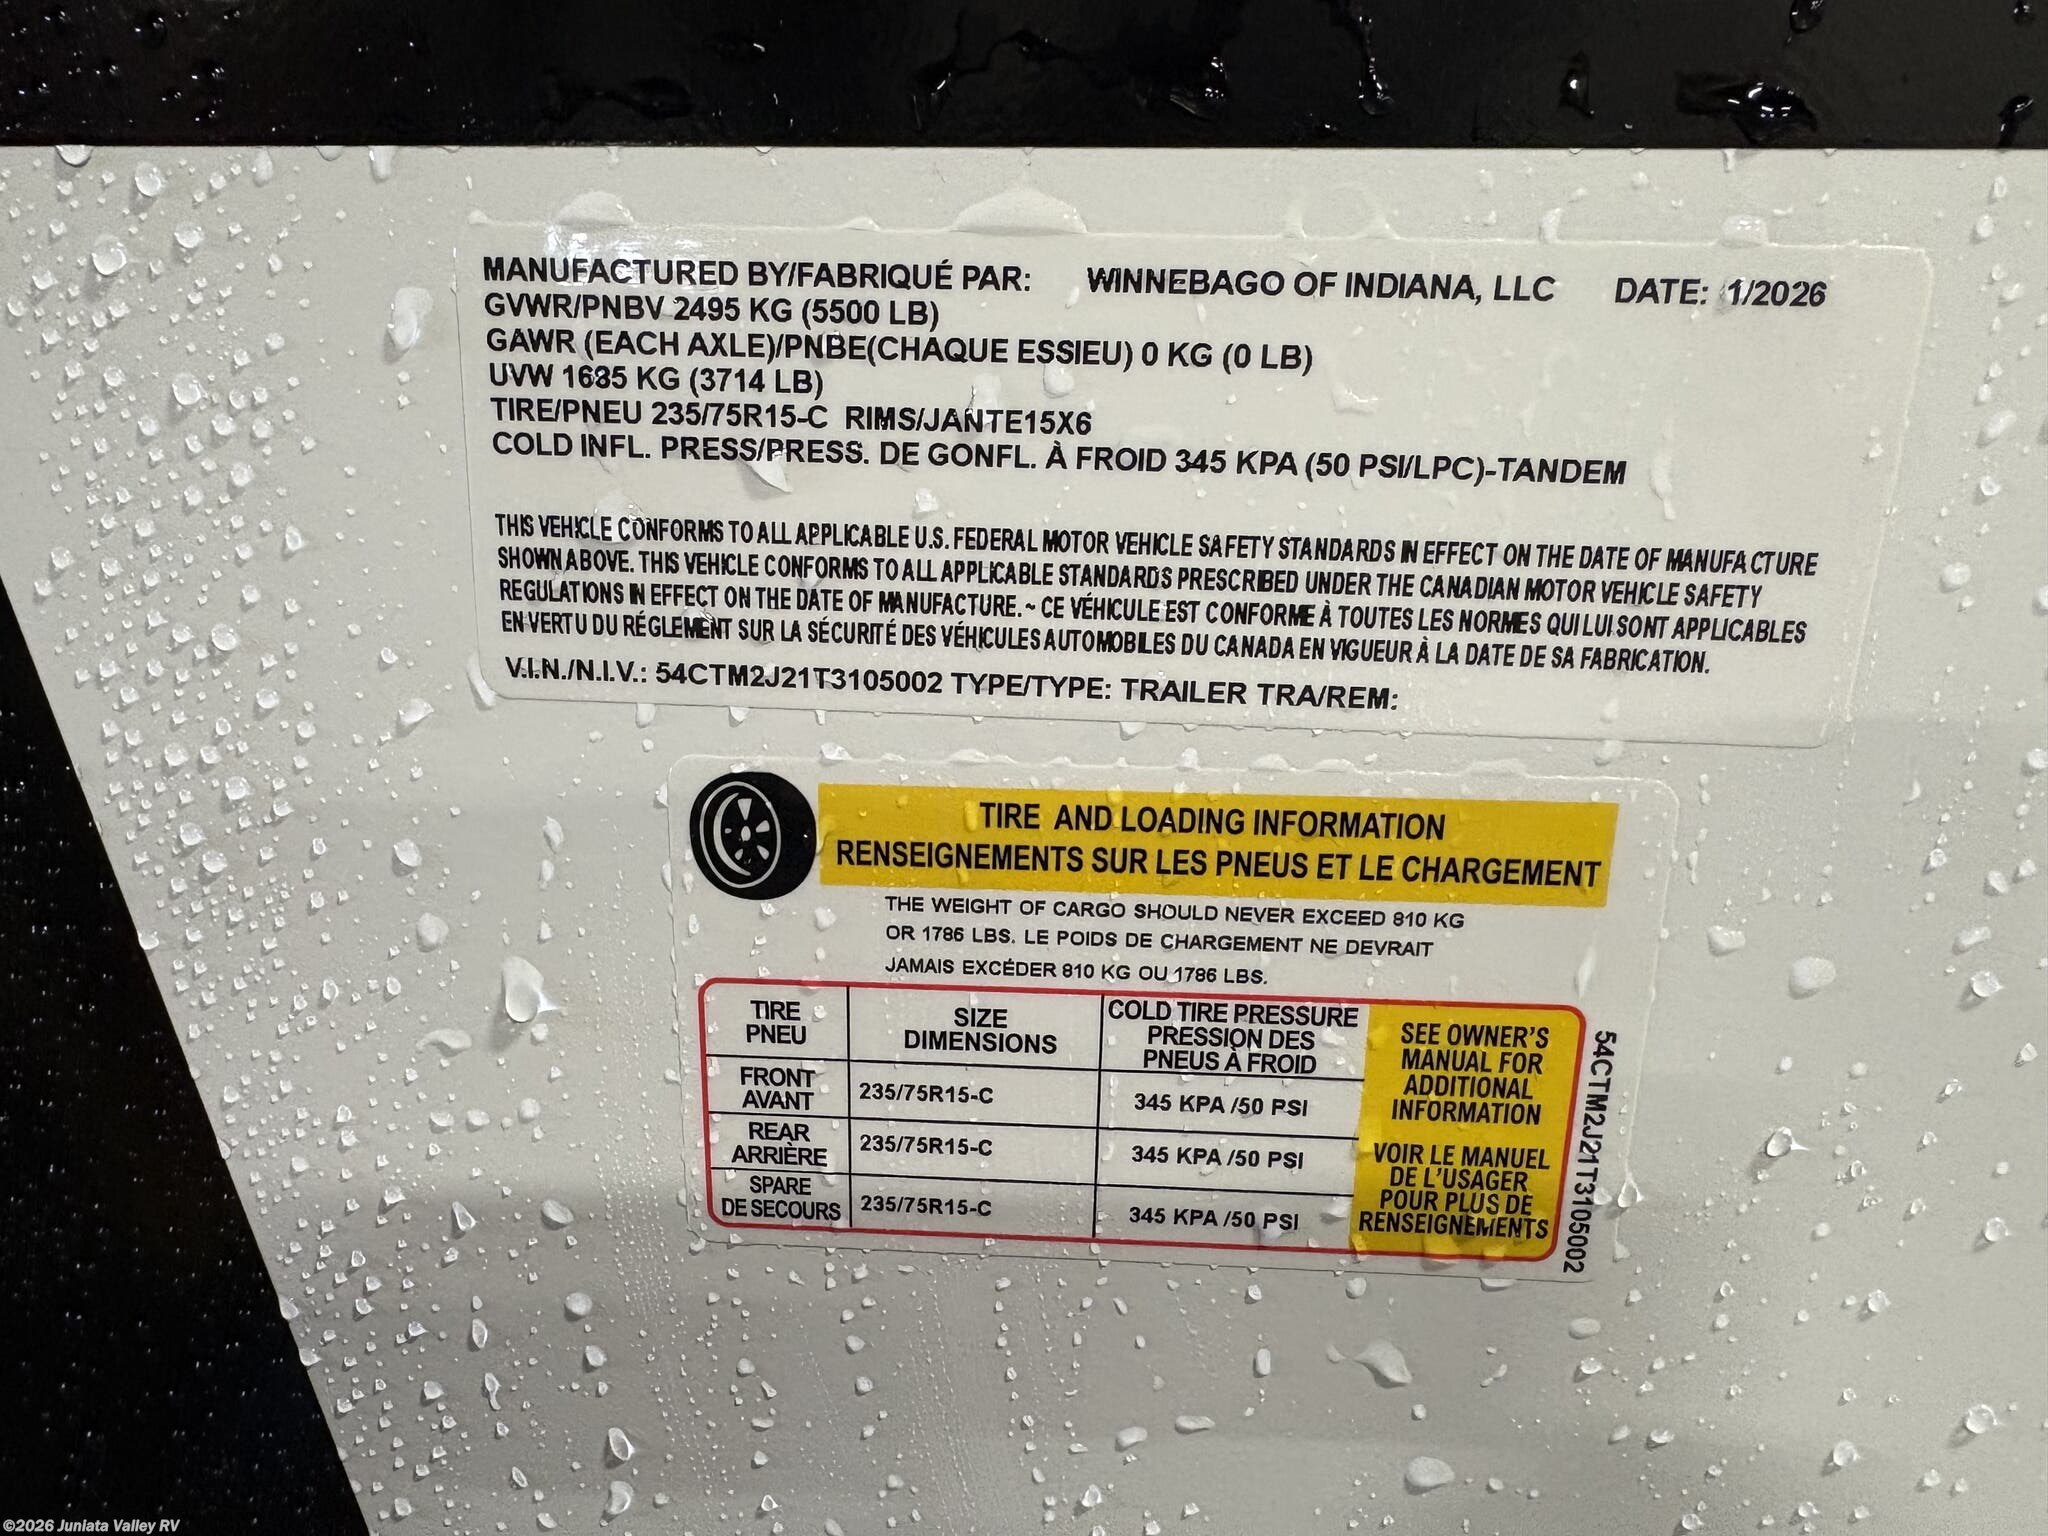 MANUFACTURED BY/FABRIQUÉ PAR: WINNEBAGO OF INDIANA, LLC DATE: 1/2026
GVWR/PNBV 2495 KG (5500 LB)
GAWR (EACH AXLE)/PNBE(CHAQUE ESSIEU) 0 KG (0 LB)
UVW 1685 KG (3714 LB)
TIRE/PNEU 235/75R15-C RIMS/JANTE15X6
COLD INFL. PRESS/PRESS. DE GONFL. À FROID 345 KPA (50 PSI/LPC)-TANDEM
THIS VEHICLE CONFORMS TO ALL APPLICABLE U.S. FEDERAL MOTOR VEHICLE SAFETY STANDARDS IN EFFECT ON THE DATE OF MANUFACTURE
SHOWN ABOVE. THIS VEHICLE CONFORMS TO ALL APPLICABLE STANDARDS PRESCRIBED UNDER THE CANADIAN MOTOR VEHICLE SAFETY
REGULATIONS IN EFFECT ON THE DATE OF MANUFACTURE. ~ CE VÉHICULE EST CONFORME À TOUTES LES NORMES QUI LUI SONT APPLICABLES
EN VERTU DU RÉGLEMENT SUR LA SÉCURITÉ DES VÉHICULES AUTOMOBILES DU CANADA EN VIGUEUR À LA DATE DE SA FABRICATION.
V.I.N./N.I.V.: 54CTM2J21T3105002 TYPE/TYPE: TRAILER TRA/REM:
TIRE AND LOADING INFORMATION
RENSEIGNEMENTS SUR LES PNEUS ET LE CHARGEMENT
THE WEIGHT OF CARGO SHOULD NEVER EXCEED 810 KG
OR 1786 LBS. LE POIDS DE CHARGEMENT NE DEVRAIT
JAMAIS EXCÉDER 810 KG OU 1786 LBS.
TIRE
PNEU
SIZE
DIMENSIONS
COLD TIRE PRESSURE
PRESSION DES
PNEUS À FROID
FRONT
AVANT
235/75R15-C
345 KPA /50 PSI
REAR
ARRIÈRE
235/75R15-C
345 KPA /50 PSI
SPARE
DE SECOURS
235/75R15-C
345 KPA /50 PSI
SEE OWNER'S
MANUAL FOR
ADDITIONAL
INFORMATION
VOIR LE MANUEL
DE L'USAGER
POUR PLUS DE
RENSEIGNEMENTS
54CTM2J21T3105002
©2026 Juniata Valley RV